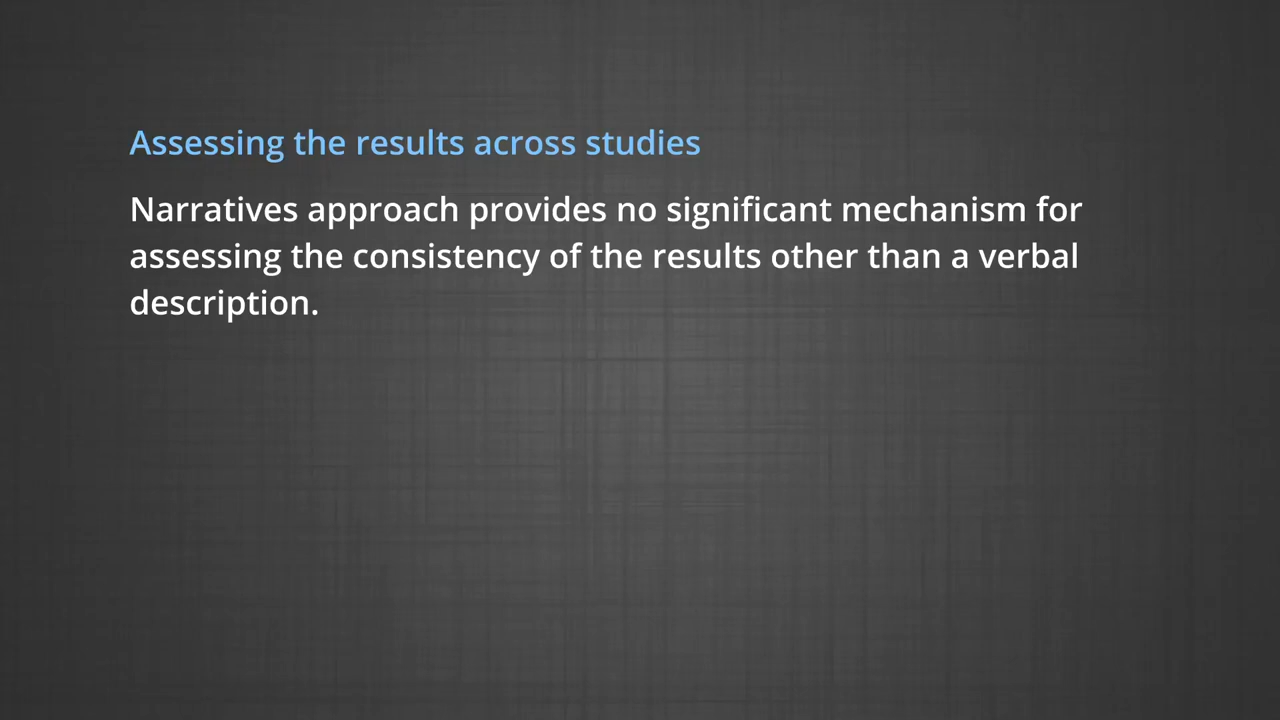 Assessing the results across studies
Narratives approach provides no significant mechanism for
assessing the consistency of the results other than a verbal
description.